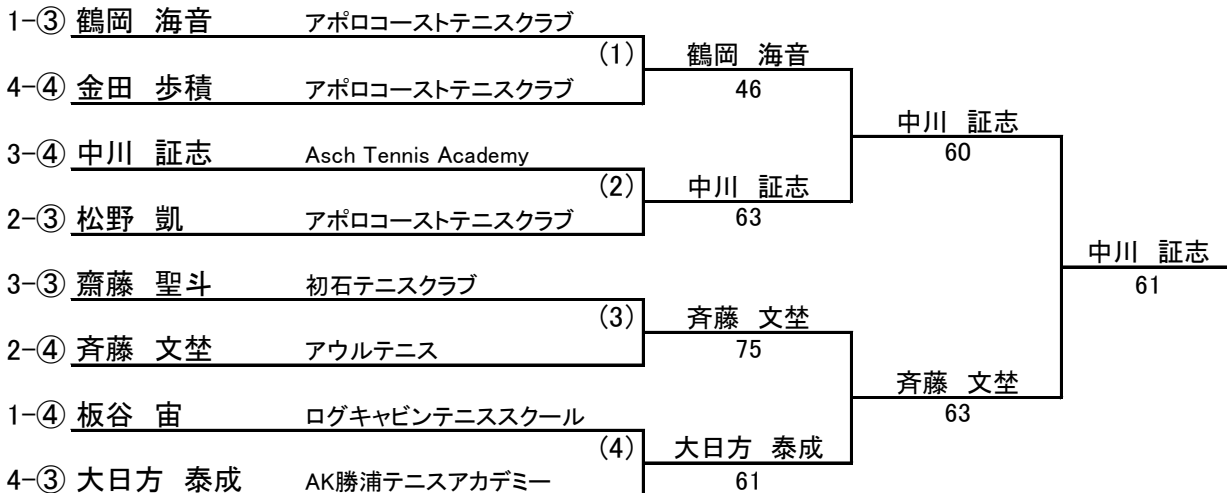 1-③ 鶴岡　海音　アポロコーストテニスクラブ
(1) 鶴岡　海音
4-④ 金田　歩積　アポロコーストテニスクラブ
46
中川　証志
60
3-④ 中川　証志　Asch Tennis Academy
(2) 中川　証志
2-③ 松野　凱　アポロコーストテニスクラブ
63
中川　証志
61
3-③ 齋藤　聖斗　初石テニスクラブ
(3) 斉藤　文埜
2-④ 斉藤　文埜　アウルテニス
75
斉藤　文埜
63
1-④ 板谷　宙　ログキャビンテニススクール
(4) 大日方　泰成
4-③ 大日方　泰成　AK勝浦テニスアカデミー
61